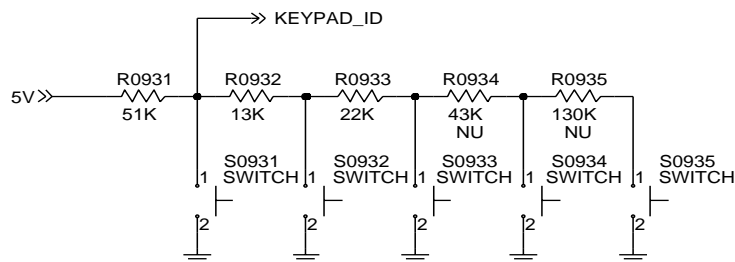 KEYPAD_ID
5V
R0931
51K
R0932
13K
R0933
22K
R0934
43K
NU
R0935
130K
NU
S0931
SWITCH
1
2
S0932
SWITCH
1
2
S0933
SWITCH
1
2
S0934
SWITCH
1
2
S0935
SWITCH
1
2